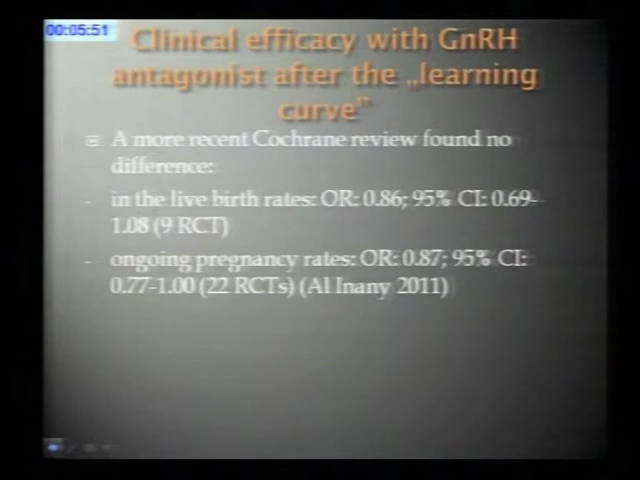 00:05:51
Clinical efficacy with GnRH
antagonist after the „learning
curve”
A more recent Cochrane review found no
difference:
- in the live birth rates: OR: 0.86; 95% CI: 0.69-
1.08 (9 RCT)
- ongoing pregnancy rates: OR: 0.87; 95% CI:
0.77-1.00 (22 RCTs) (Al Inany 2011)